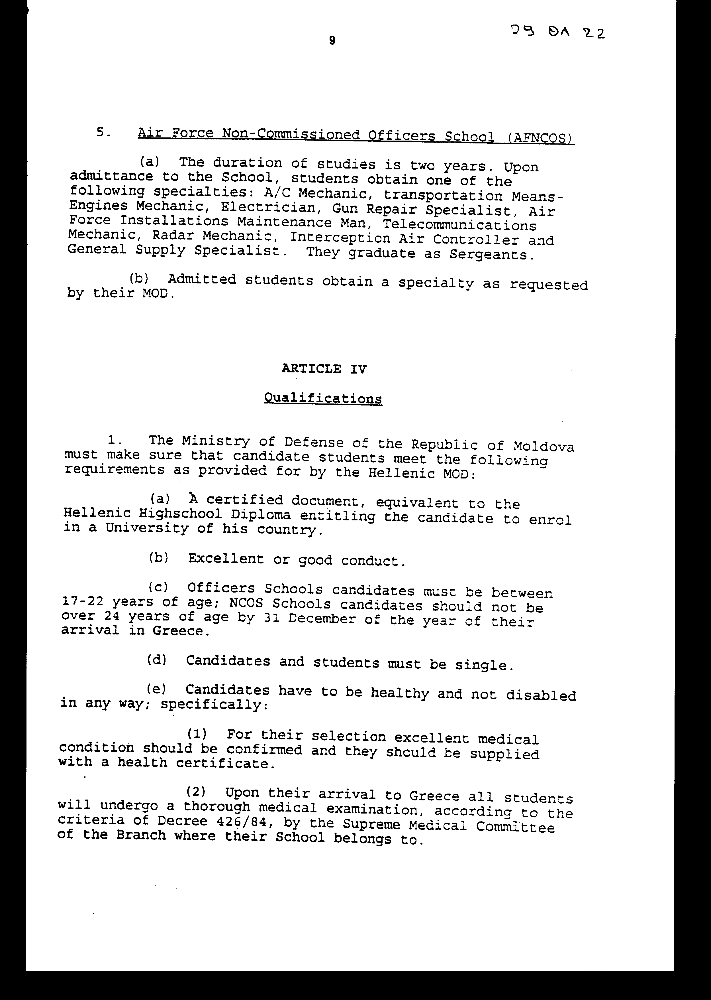 29 ΘΑ 22
9
5. Air Force Non-Commissioned Officers School (AFNCOS)
(a) The duration of studies is two years. Upon
admittance to the School, students obtain one of the
following specialties: A/C Mechanic, transportation Means-
Engines Mechanic, Electrician, Gun Repair Specialist, Air
Force Installations Maintenance Man, Telecommunications
Mechanic, Radar Mechanic, Interception Air Controller and
General Supply Specialist. They graduate as Sergeants.
(b) Admitted students obtain a specialty as requested
by their MOD.
ARTICLE IV
Qualifications
1. The Ministry of Defense of the Republic of Moldova
must make sure that candidate students meet the following
requirements as provided for by the Hellenic MOD:
(a) A certified document, equivalent to the
Hellenic Highschool Diploma entitling the candidate to enrol
in a University of his country.
(b) Excellent or good conduct.
(c) Officers Schools candidates must be between
17-22 years of age; NCOS Schools candidates should not be
over 24 years of age by 31 December of the year of their
arrival in Greece.
(d) Candidates and students must be single.
(e) Candidates have to be healthy and not disabled
in any way; specifically:
(1) For their selection excellent medical
condition should be confirmed and they should be supplied
with a health certificate.
(2) Upon their arrival to Greece all students
will undergo a thorough medical examination, according to the
criteria of Decree 426/84, by the Supreme Medical Committee
of the Branch where their School belongs to.